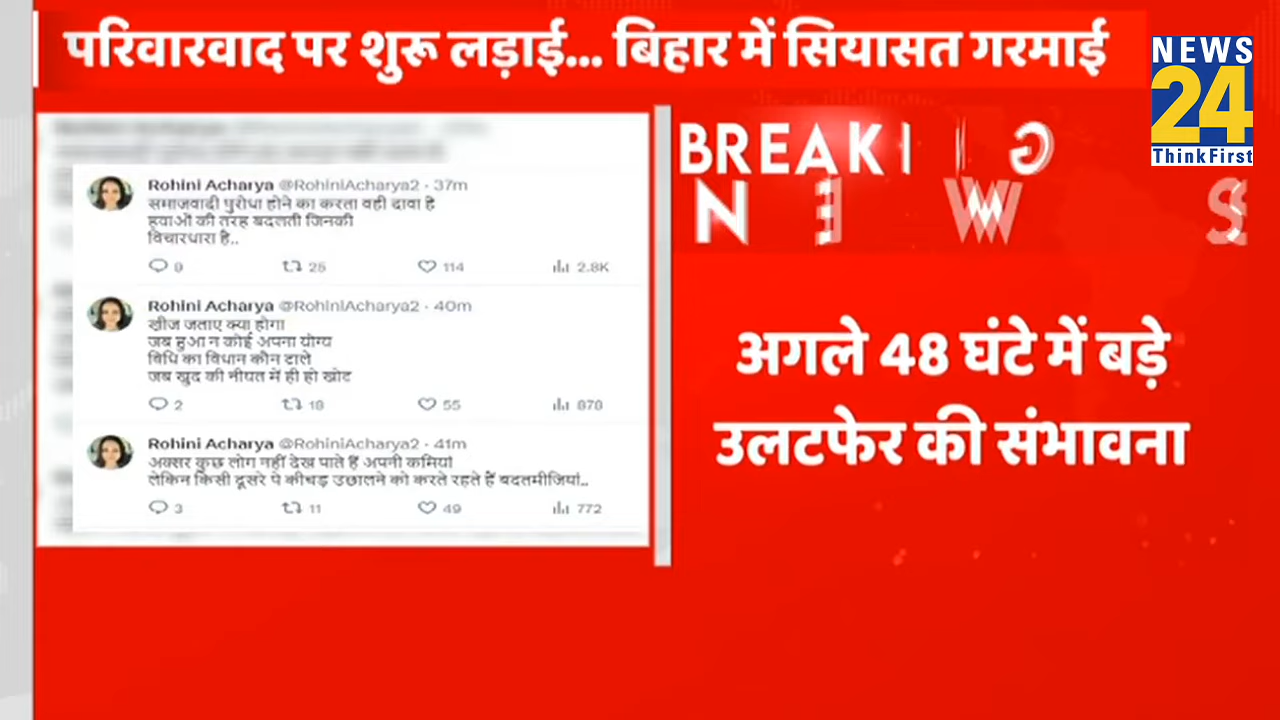 परिवारवाद पर शुरू लड़ाई... बिहार में सियासत गरमाई
NEWS
24
ThinkFirst
Rohini Acharya @RohiniAcharya2 · 37m
समाजवादी पुरोधा होने का करता वही दावा है
हवाओं की तरह बदलती जिनकी
विचारधारा है..
9 25 114 2.8K
Rohini Acharya @RohiniAcharya2 · 40m
खीज जताए क्या होगा
जब हुआ न कोई अपना योग्य
विधि का विधान कौन टाले
जब खुद की नीयत में ही हो खोट
2 18 55 878
Rohini Acharya @RohiniAcharya2 · 41m
अक्सर कुछ लोग नहीं देख पाते हैं अपनी कमियां
लेकिन किसी दूसरे पे कीचड़ उछालने को करते रहते हैं बदतमीजियां..
3 11 49 772
BREAKING
NEWS
अगले 48 घंटे में बड़े
उलटफेर की संभावना